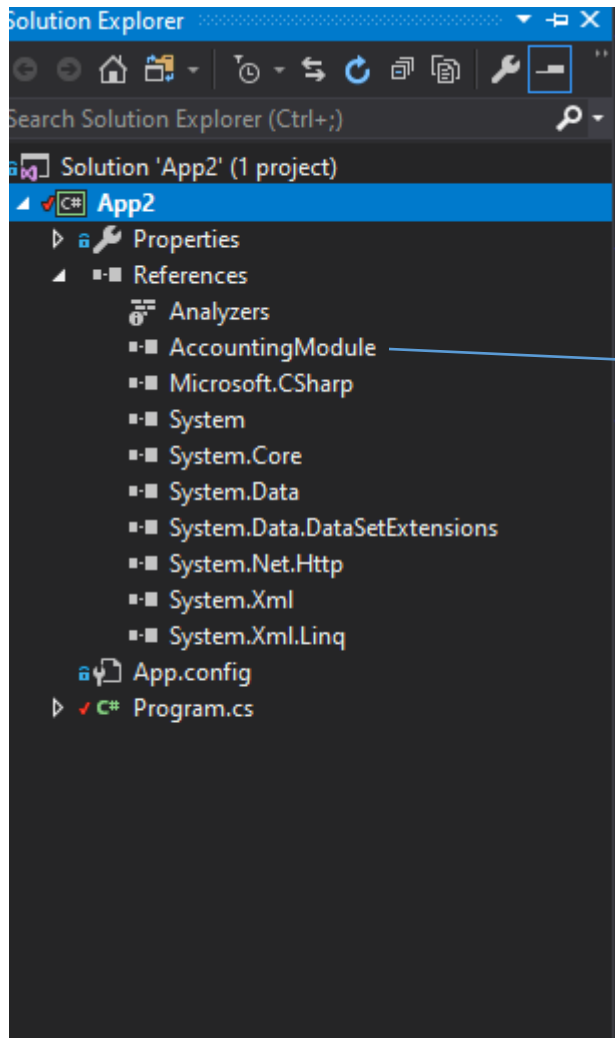 Solution Explorer
Search Solution Explorer (Ctrl+;)
Solution 'App2' (1 project)
C# App2
Properties
References
Analyzers
AccountingModule
Microsoft.CSharp
System
System.Core
System.Data
System.Data.DataSetExtensions
System.Net.Http
System.Xml
System.Xml.Linq
App.config
C# Program.cs